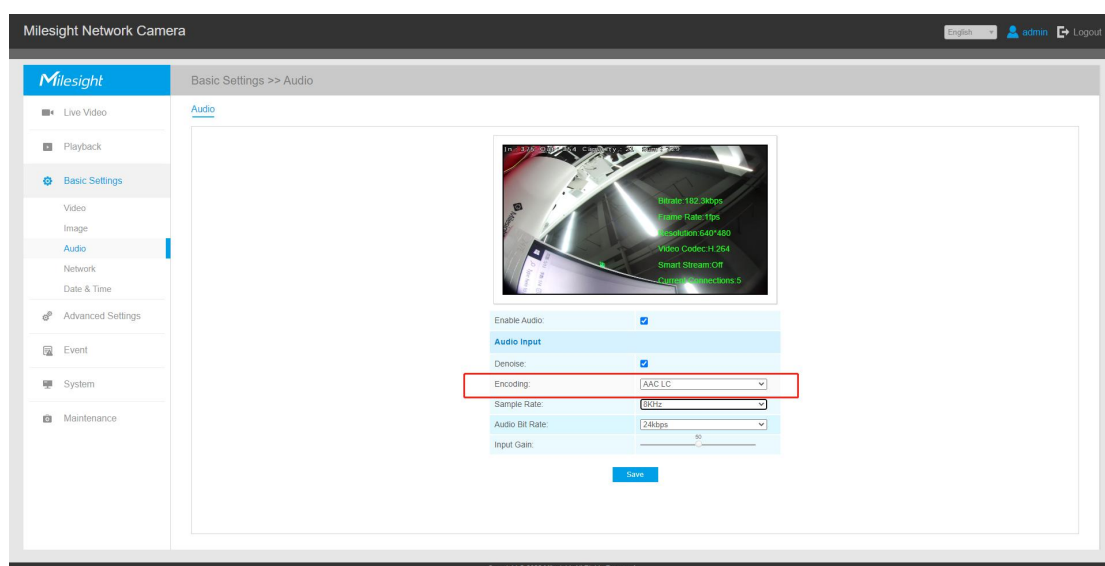 Milesight Network Camera
English admin Logout
Milesight
Basic Settings >> Audio
Live Video
Audio
Playback
Basic Settings
Video
Image
Audio
Network
Date & Time
Advanced Settings
Event
System
Maintenance
Bitrate:182.3kbps
Frame Rate:1fps
Resolution:640*480
Video Codec:H.264
Smart Stream:Off
Current Connections:5
Enable Audio:
Audio Input
Denoise:
Encoding: AAC LC
Sample Rate: 8KHz
Audio Bit Rate: 24kbps
Input Gain: 50
Save